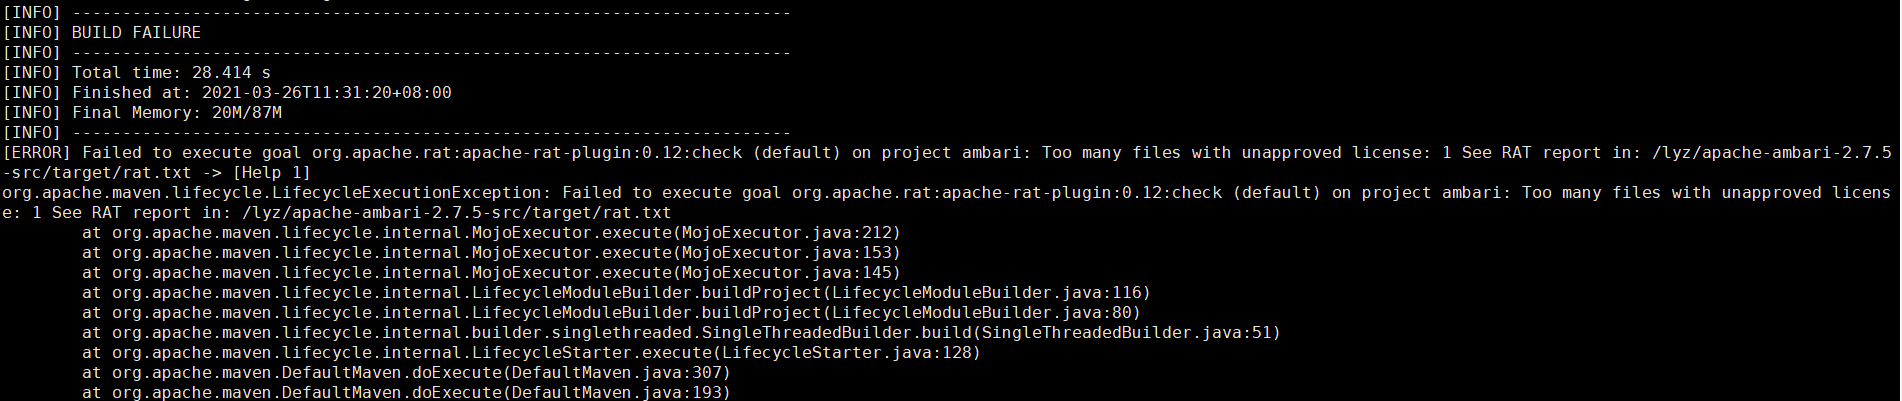 [INFO] ------------------------------------------------------------------------
[INFO] BUILD FAILURE
[INFO] ------------------------------------------------------------------------
[INFO] Total time: 28.414 s
[INFO] Finished at: 2021-03-26T11:31:20+08:00
[INFO] Final Memory: 20M/87M
[INFO] ------------------------------------------------------------------------
[ERROR] Failed to execute goal org.apache.rat:apache-rat-plugin:0.12:check (default) on project ambari: Too many files with unapproved license: 1 See RAT report in: /lyz/apache-ambari-2.7.5
-src/target/rat.txt -> [Help 1]
org.apache.maven.lifecycle.LifecycleExecutionException: Failed to execute goal org.apache.rat:apache-rat-plugin:0.12:check (default) on project ambari: Too many files with unapproved licens
e: 1 See RAT report in: /lyz/apache-ambari-2.7.5-src/target/rat.txt
        at org.apache.maven.lifecycle.internal.MojoExecutor.execute(MojoExecutor.java:212)
        at org.apache.maven.lifecycle.internal.MojoExecutor.execute(MojoExecutor.java:153)
        at org.apache.maven.lifecycle.internal.MojoExecutor.execute(MojoExecutor.java:145)
        at org.apache.maven.lifecycle.internal.LifecycleModuleBuilder.buildProject(LifecycleModuleBuilder.java:116)
        at org.apache.maven.lifecycle.internal.LifecycleModuleBuilder.buildProject(LifecycleModuleBuilder.java:80)
        at org.apache.maven.lifecycle.internal.builder.singlethreaded.SingleThreadedBuilder.build(SingleThreadedBuilder.java:51)
        at org.apache.maven.lifecycle.internal.LifecycleStarter.execute(LifecycleStarter.java:128)
        at org.apache.maven.DefaultMaven.doExecute(DefaultMaven.java:307)
        at org.apache.maven.DefaultMaven.doExecute(DefaultMaven.java:193)